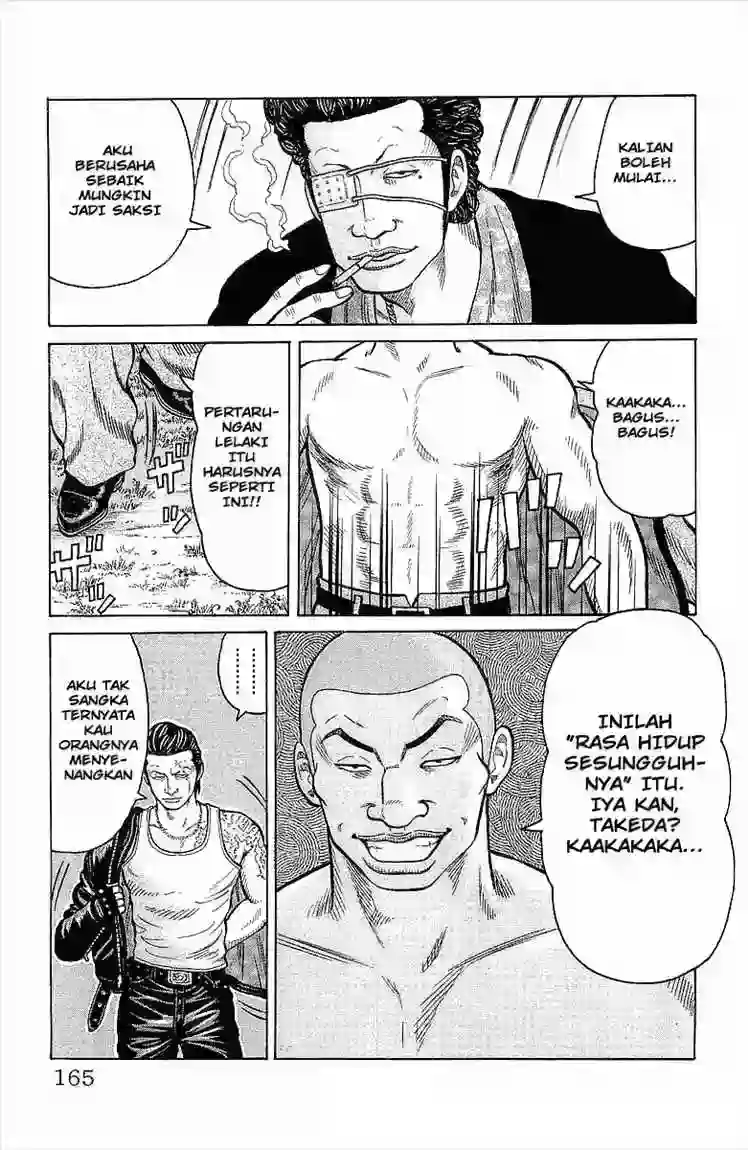 KALIAN
BOLEH
MULAI...
AKU
BERUSAHA
SEBAIK
MUNGKIN
JADI SAKSI
KAAKAKA...
BAGUS...
BAGUS!
PERTARU-
NGAN
LELAKI
ITU
HARUSNYA
SEPERTI
INI!!
INILAH
"RASA HIDUP
SESUNGGUH-
NYA" ITU.
IYA KAN,
TAKEDA?
KAAKAKAKA...
AKU TAK
SANGKA
TERNYATA
KAU
ORANGNYA
MENYE-
NANGKAN
165